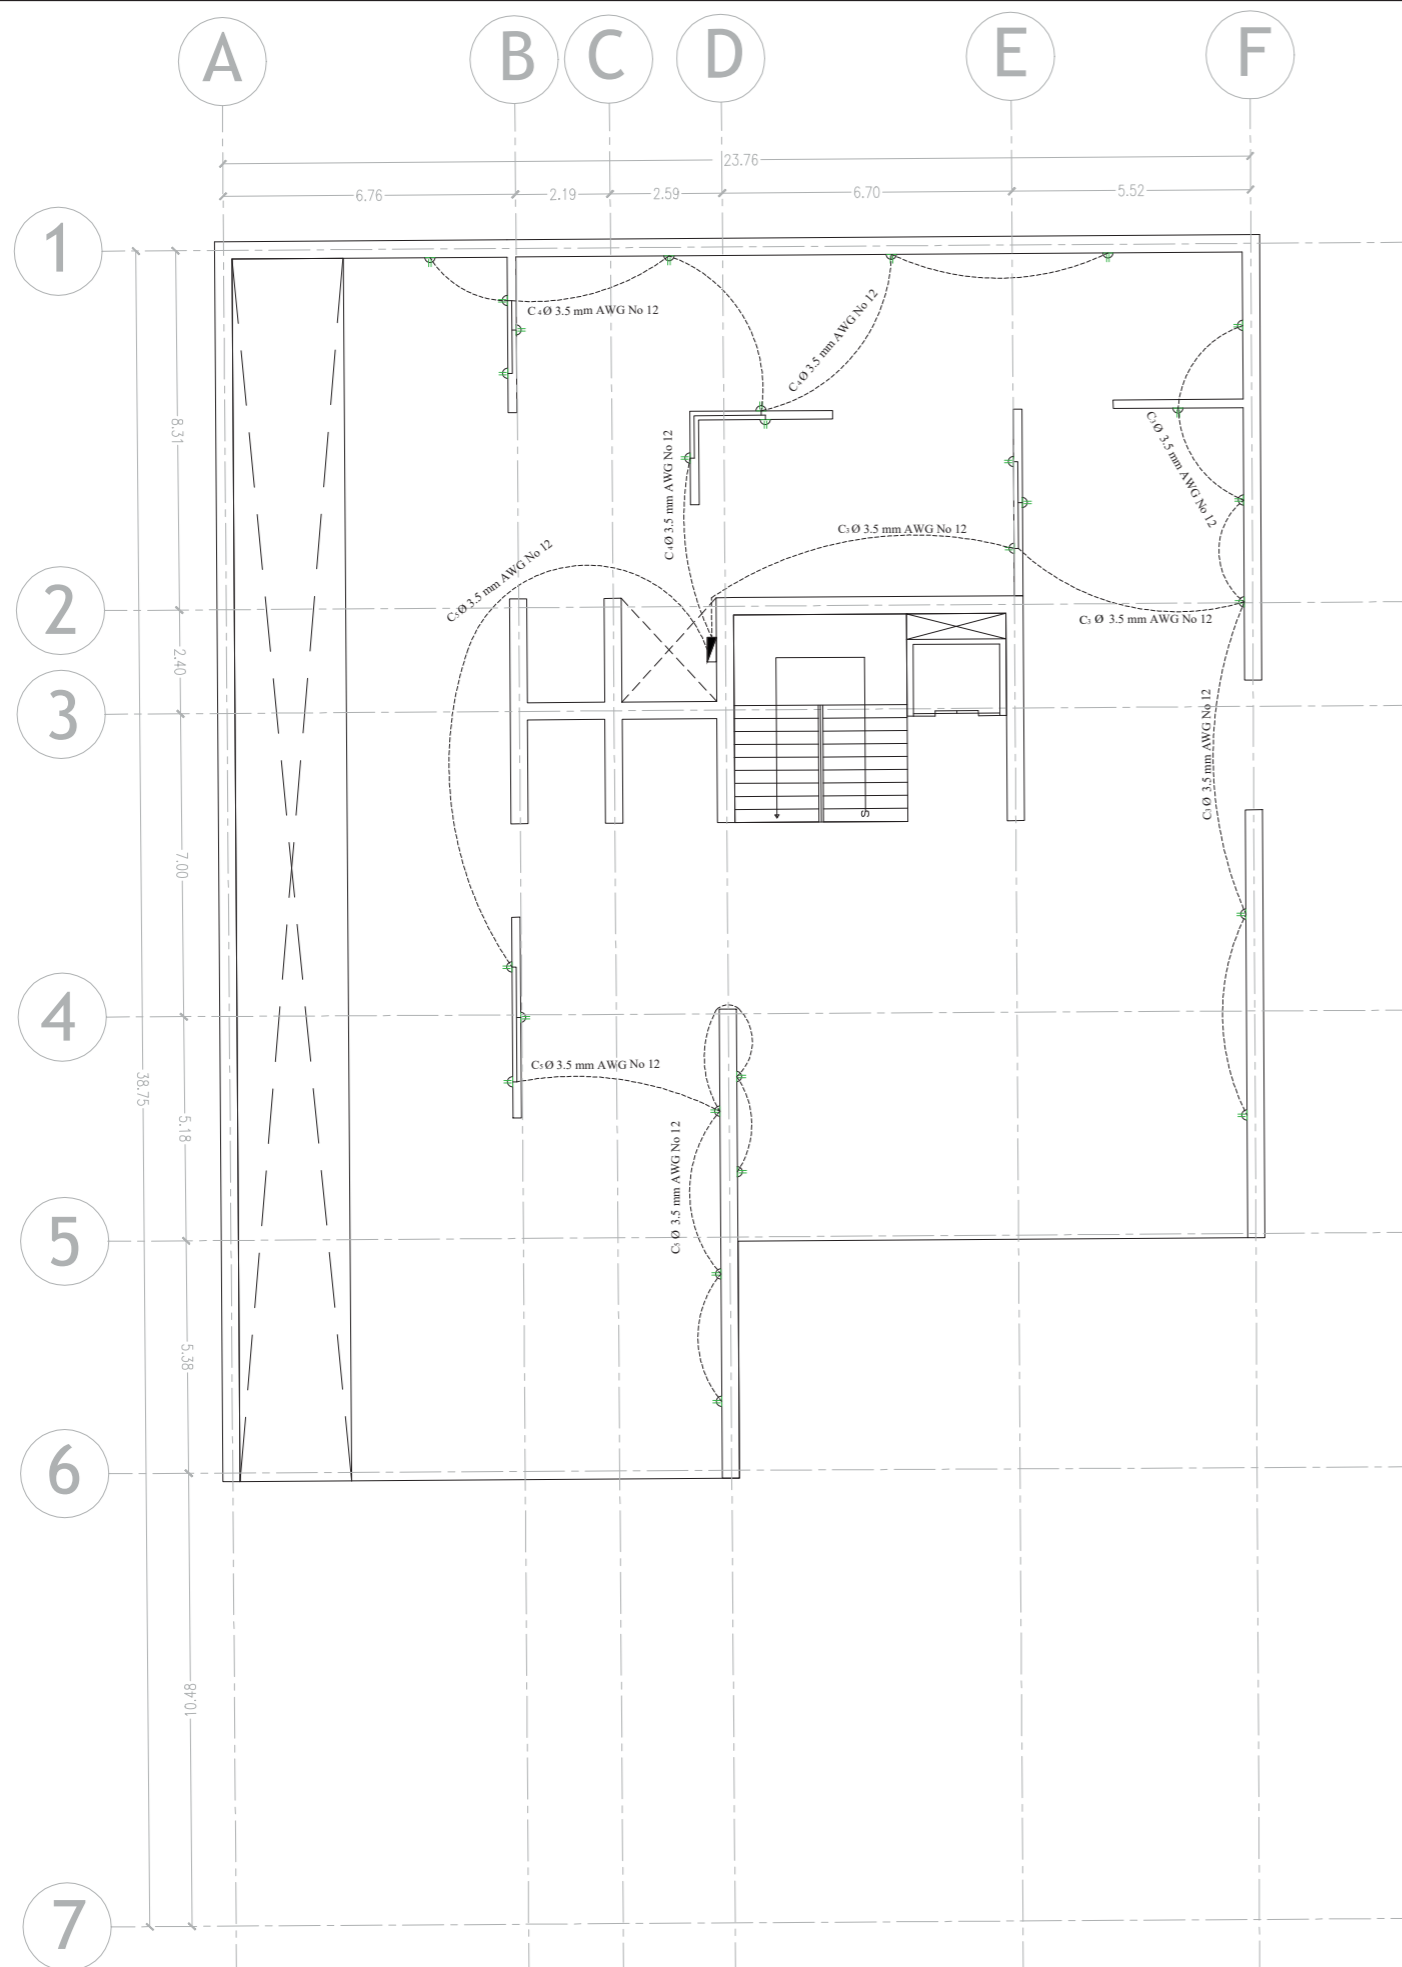 A
B
C
D
E
F
23.76
6.76
2.19
2.59
6.70
5.52
1
C 4 Ø 3.5 mm AWG No 12
C 4 Ø 3.5 mm AWG No 12
8.31
C 4 Ø 3.5 mm AWG No 12
C3 Ø 3.5 mm AWG No 12
C3 Ø 3.5 mm AWG No 12
C5 Ø 3.5 mm AWG No 12
2
C3 Ø 3.5 mm AWG No 12
2.40
3
C3 Ø 3.5 mm AWG No 12
S
7.00
4
38.75
C5 Ø 3.5 mm AWG No 12
5.18
C5 Ø 3.5 mm AWG No 12
5
5.38
6
10.48
7